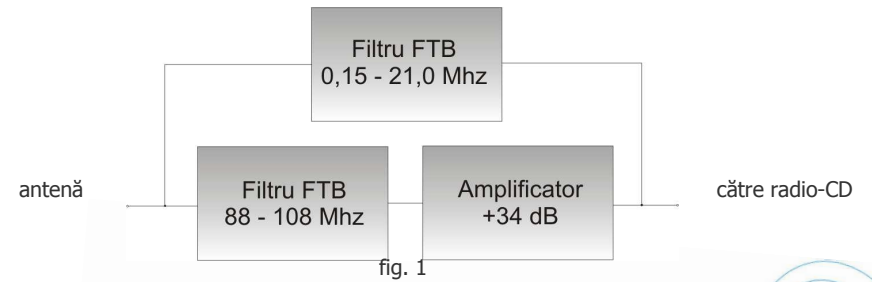 Filtru FTB
0,15 - 21,0 Mhz
antenă
Filtru FTB
88 - 108 Mhz
Amplificator
+34 dB
către radio-CD
fig. 1